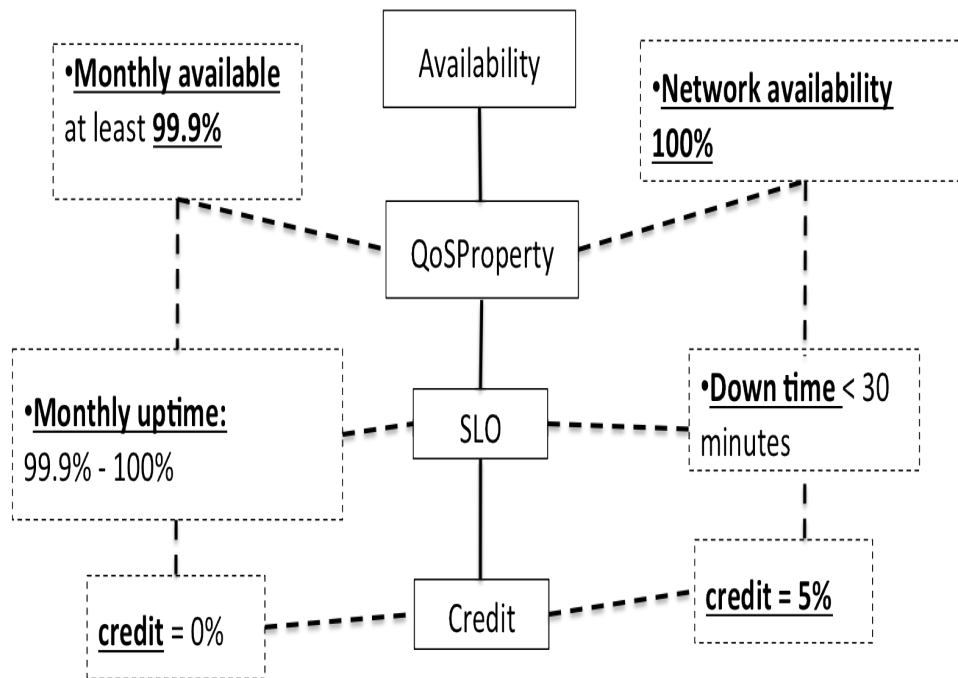 Availability
•Monthly available
at least 99.9%
•Network availability
100%
QoSProperty
•Monthly uptime:
99.9% - 100%
SLO
•Down time < 30
minutes
credit = 0%
Credit
credit = 5%